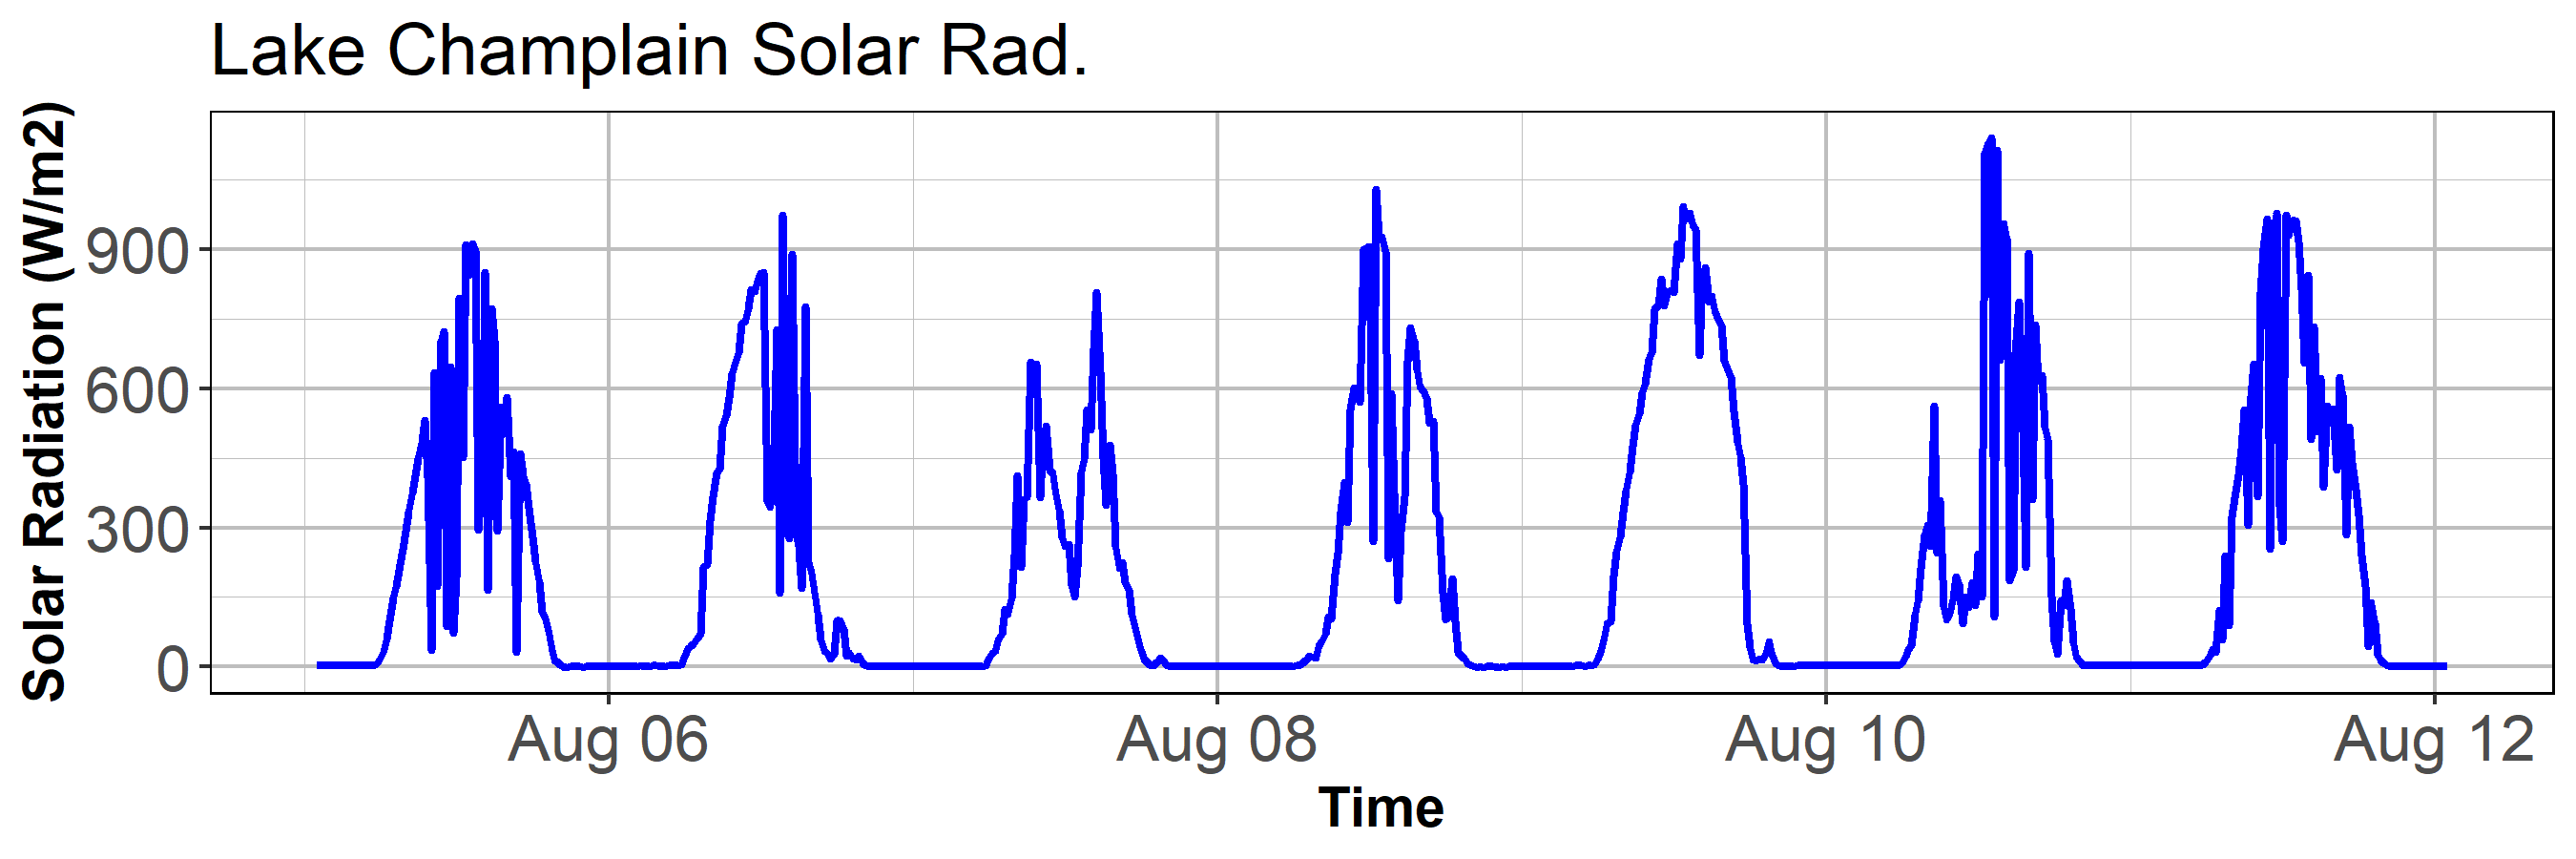 Lake Champlain Solar Rad.
Solar Radiation (W/m2)
900
600
300
0
Aug 06 Aug 08 Aug 10 Aug 12
Time